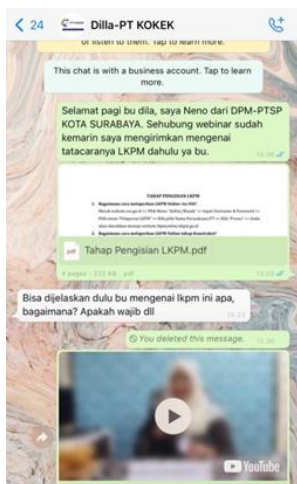 24
Dilla-PT KOKEK
or listen to them. Tap to learn more.
This chat is with a business account. Tap to learn
more.
Selamat pagi bu dila, saya Neno dari DPM-PTSP
KOTA SURABAYA. Sehubung webinar sudah
kemarin saya mengirimkan mengenai
tatacaranya LKPM dahulu ya bu.
TAHAP PENGISIAN LKPM
Tahap Pengisian LKPM.pdf
4 pages · 232 KB · pdf
Bisa dijelaskan dulu bu mengenai lkpm ini apa,
bagaimana? Apakah wajib dll
You deleted this message.
YouTube